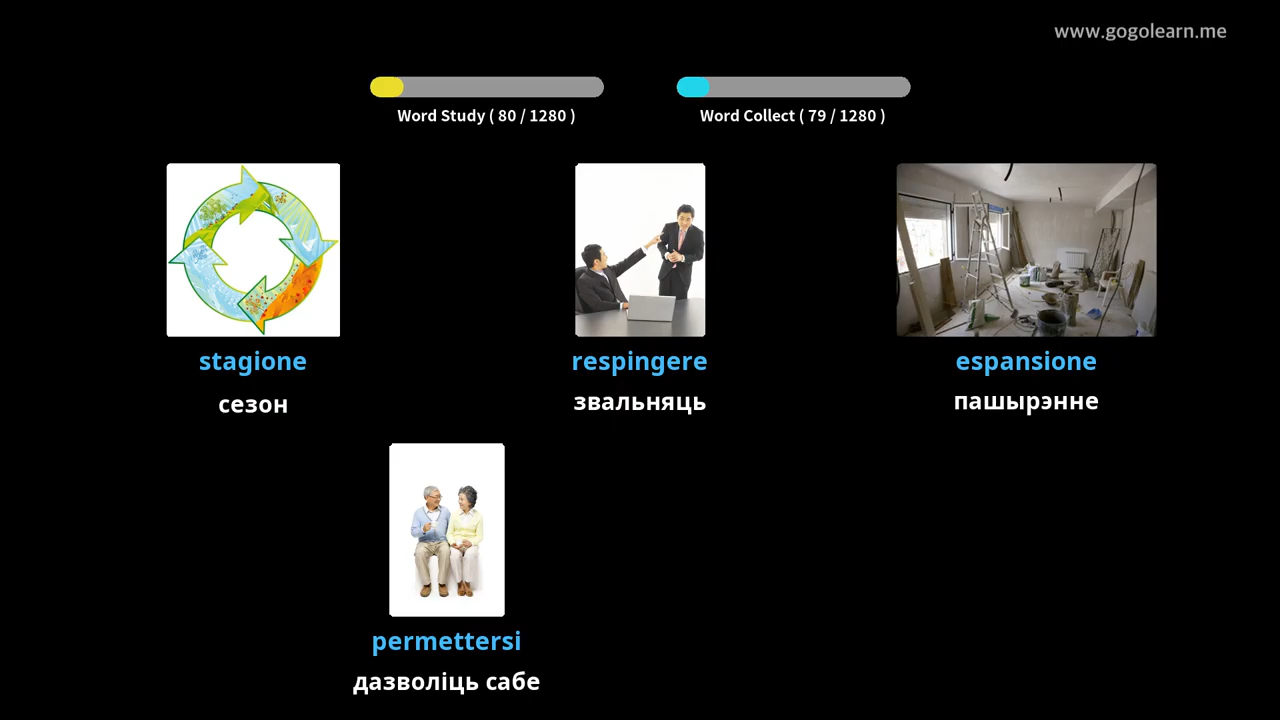 www.gogolearn.me
Word Study ( 80 / 1280 )
Word Collect ( 79 / 1280 )
stagione
сезон
respingere
звальняць
espansione
пашырэнне
permettersi
дазволіць сабе